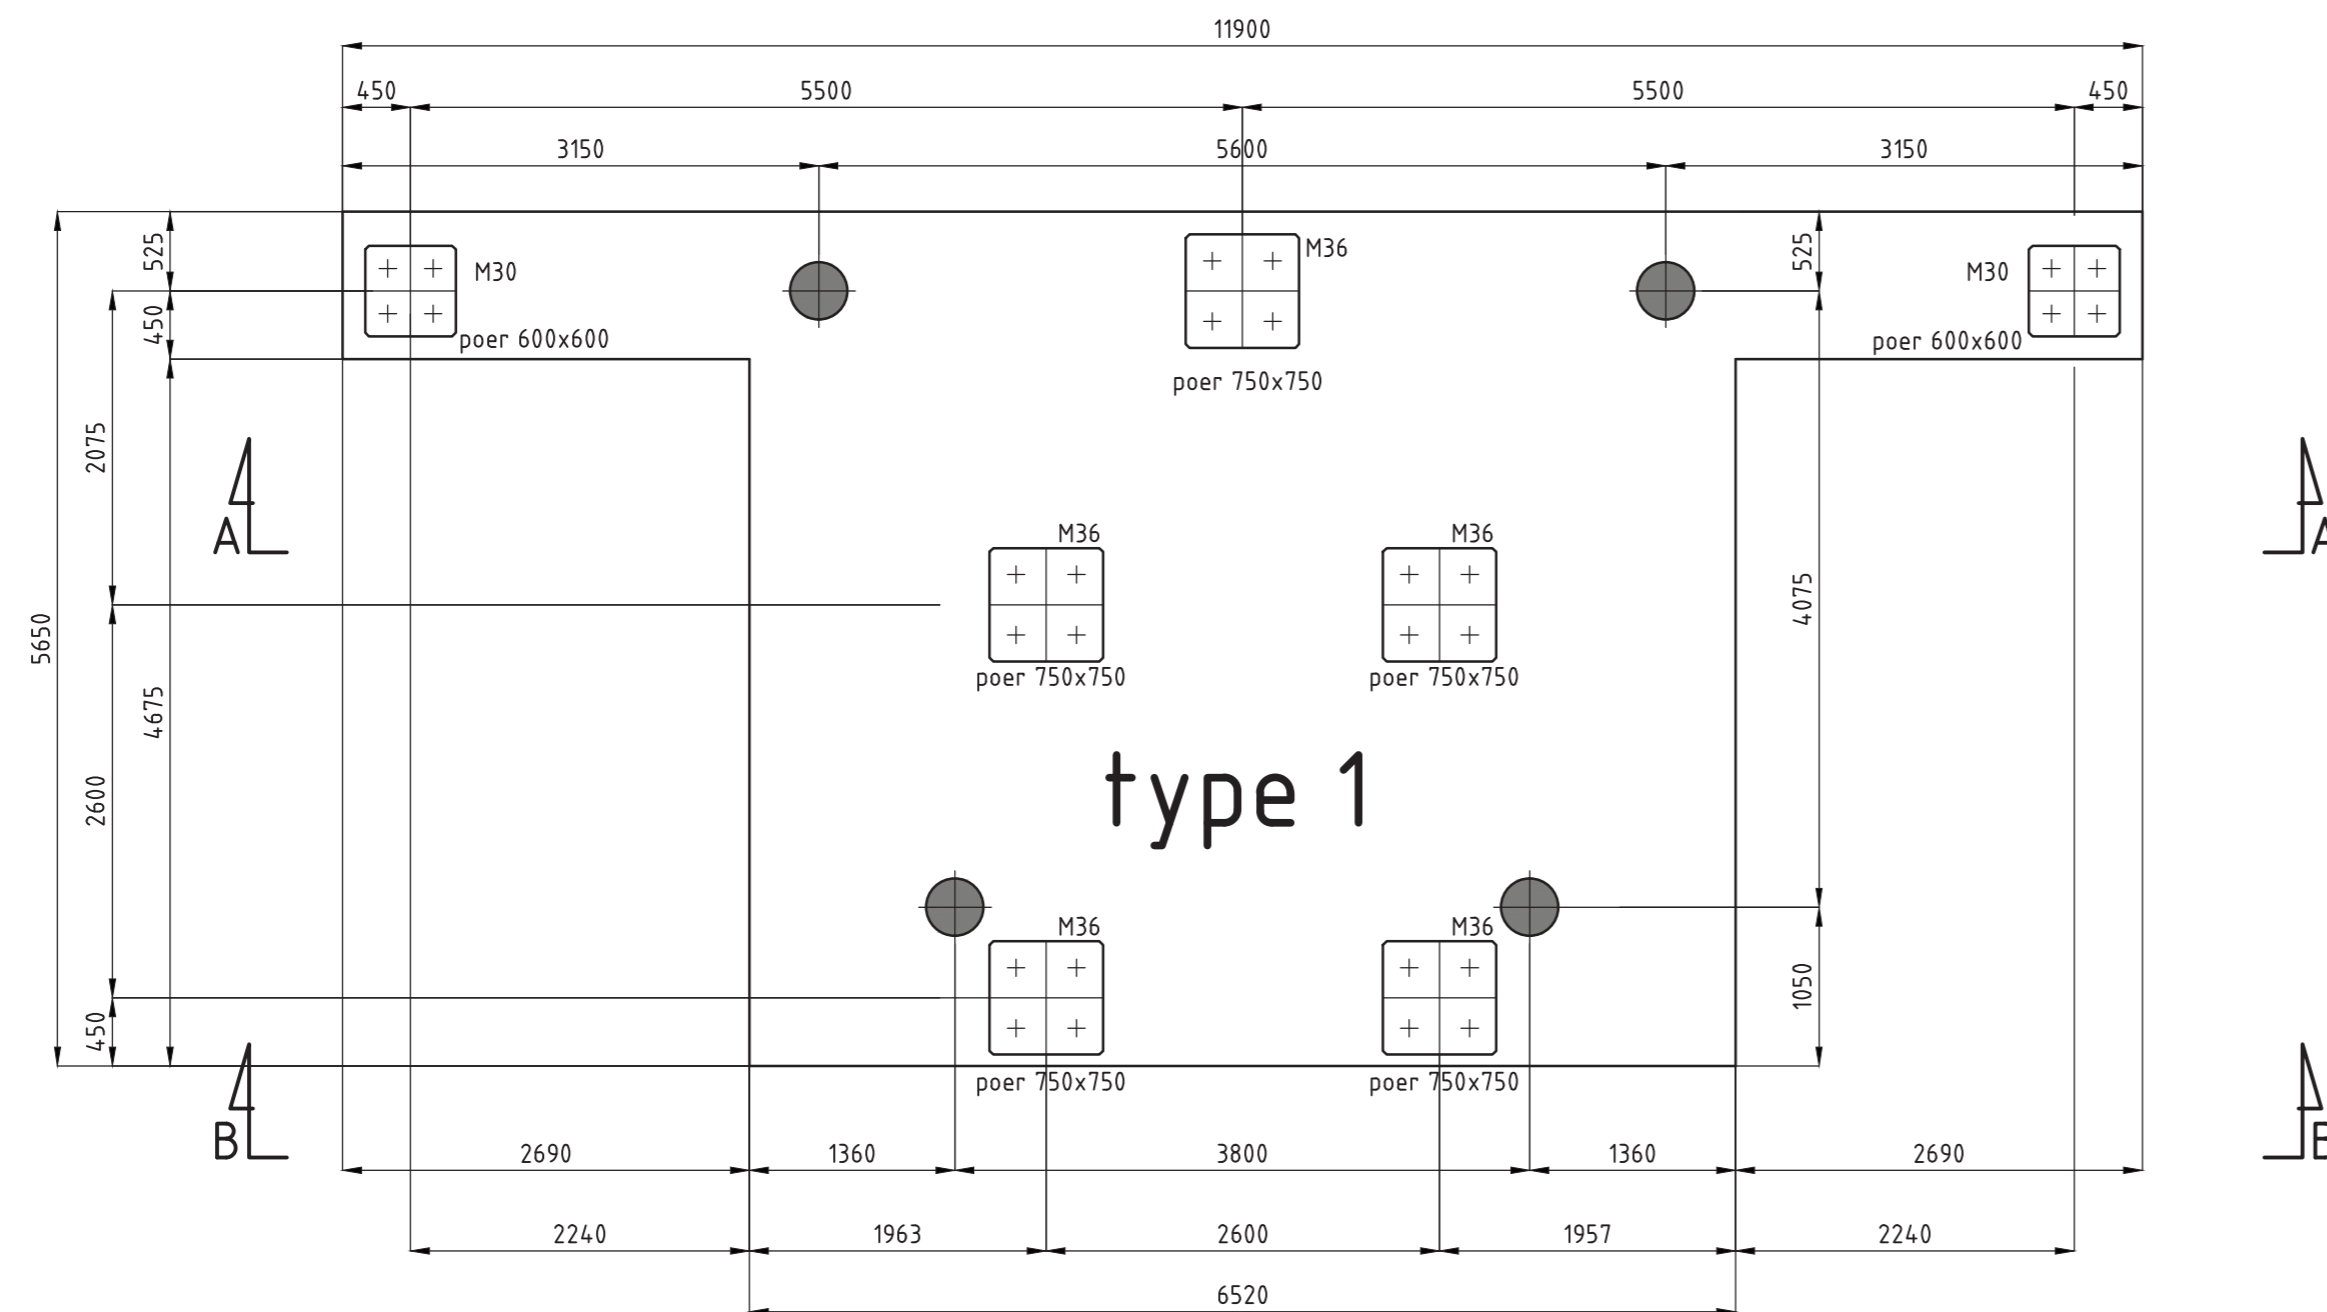 11900
450 5500 5500 450
3150 5600 3150
525 M30 M36 525 M30
450 poer 600x600 poer 600x600
poer 750x750
2075
A A
M36 M36
4075
5650
poer 750x750 poer 750x750
4675
2600
type 1
M36 M36
1050
450
poer 750x750 poer 750x750
B B
2690 1360 3800 1360 2690
2240 1963 2600 1957 2240
6520